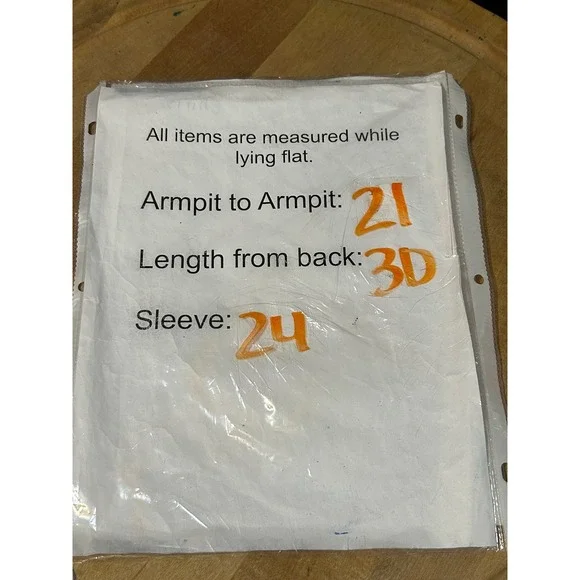 All items are measured while
lying flat.
Armpit to Armpit: 21
Length from back: 30
Sleeve: 24